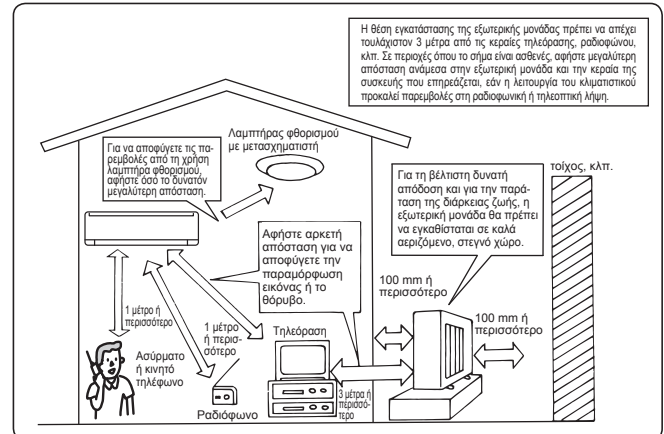 Η θέση εγκατάστασης της εξωτερικής μονάδας πρέπει να απέχει
τουλάχιστον 3 μέτρα από τις κεραίες τηλεόρασης, ραδιοφώνου,
κλπ. Σε περιοχές όπου το σήμα είναι ασθενές, αφήστε μεγαλύτερη
απόσταση ανάμεσα στην εξωτερική μονάδα και την κεραία της
συσκευής που επηρεάζεται, εάν η λειτουργία του κλιματιστικού
προκαλεί παρεμβολές στη ραδιοφωνική ή τηλεοπτική λήψη.
Για να αποφύγετε τις πα-
ρεμβολές από τη χρήση
λαμπτήρα φθορισμού,
αφήστε όσο το δυνατόν
μεγαλύτερη απόσταση.
Λαμπτήρας φθορισμού
με μετασχηματιστή
Για τη βέλτιστη δυνατή
απόδοση και για την παρά-
ταση της διάρκειας ζωής, η
εξωτερική μονάδα θα πρέπει
να εγκαθίσταται σε καλά
αεριζόμενο, στεγνό χώρο.
τοίχος, κλπ.
Αφήστε αρκετή
απόσταση για να
αποφύγετε την
παραμόρφωση
εικόνας ή το
θόρυβο.
100 mm ή
περισσότερο
100 mm ή
περισσότερο
1 μέτρο ή
περισσότερο
1 μέτρο
ή περισ-
σότερο
Τηλεόραση
Ασύρματο
ή κινητό
τηλέφωνο
Ραδιόφωνο
3 μέτρα ή
περισσό-
τερο